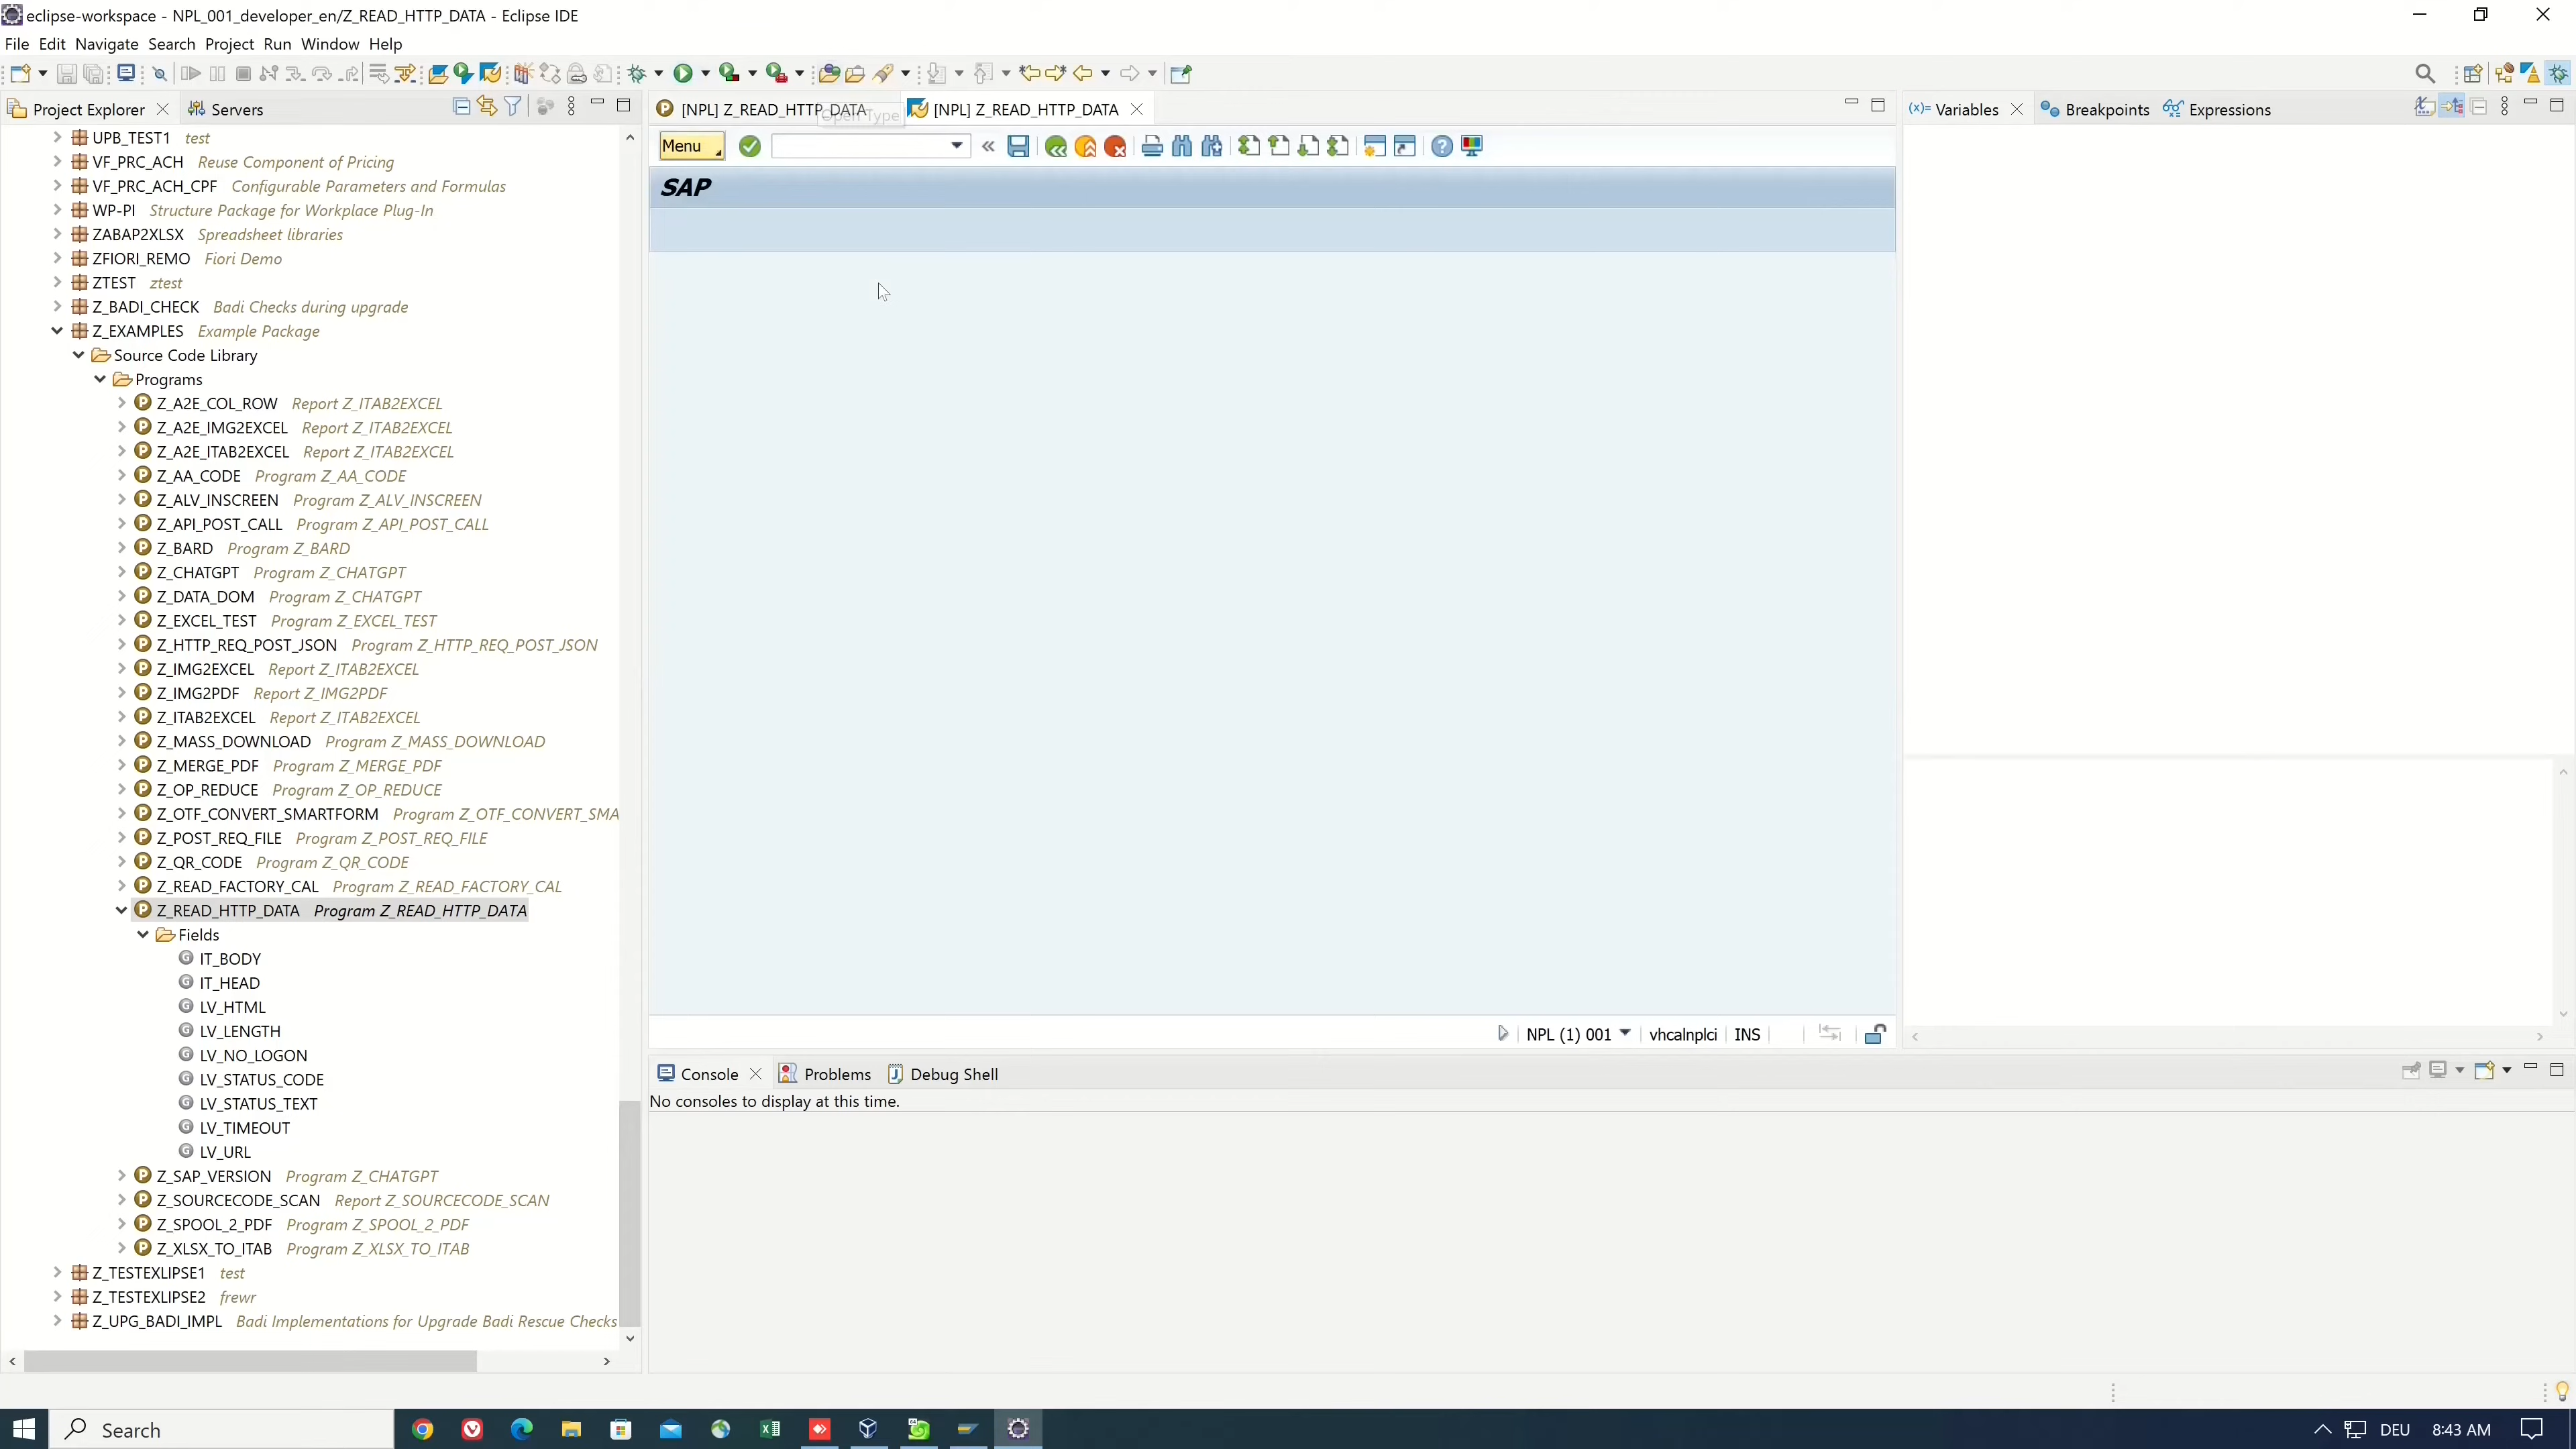 eclipse-workspace - NPL_001_developer_en/Z_READ_HTTP_DATA - Eclipse IDE
File Edit Navigate Search Project Run Window Help
Project Explorer
Servers
[NPL] Z_READ_HTTP_DATA
Open Type
[NPL] Z_READ_HTTP_DATA
(x)= Variables
Breakpoints
Expressions
Menu
SAP
UPB_TEST1 test
VF_PRC_ACH Reuse Component of Pricing
VF_PRC_ACH_CPF Configurable Parameters and Formulas
WP-PI Structure Package for Workplace Plug-In
ZABAP2XLSX Spreadsheet libraries
ZFIORI_REMO Fiori Demo
ZTEST ztest
Z_BADI_CHECK Badi Checks during upgrade
Z_EXAMPLES Example Package
Source Code Library
Programs
Z_A2E_COL_ROW Report Z_ITAB2EXCEL
Z_A2E_IMG2EXCEL Report Z_ITAB2EXCEL
Z_A2E_ITAB2EXCEL Report Z_ITAB2EXCEL
Z_AA_CODE Program Z_AA_CODE
Z_ALV_INSCREEN Program Z_ALV_INSCREEN
Z_API_POST_CALL Program Z_API_POST_CALL
Z_BARD Program Z_BARD
Z_CHATGPT Program Z_CHATGPT
Z_DATA_DOM Program Z_CHATGPT
Z_EXCEL_TEST Program Z_EXCEL_TEST
Z_HTTP_REQ_POST_JSON Program Z_HTTP_REQ_POST_JSON
Z_IMG2EXCEL Report Z_ITAB2EXCEL
Z_IMG2PDF Report Z_IMG2PDF
Z_ITAB2EXCEL Report Z_ITAB2EXCEL
Z_MASS_DOWNLOAD Program Z_MASS_DOWNLOAD
Z_MERGE_PDF Program Z_MERGE_PDF
Z_OP_REDUCE Program Z_OP_REDUCE
Z_OTF_CONVERT_SMARTFORM Program Z_OTF_CONVERT_SMA
Z_POST_REQ_FILE Program Z_POST_REQ_FILE
Z_QR_CODE Program Z_QR_CODE
Z_READ_FACTORY_CAL Program Z_READ_FACTORY_CAL
Z_READ_HTTP_DATA Program Z_READ_HTTP_DATA
Fields
IT_BODY
IT_HEAD
LV_HTML
LV_LENGTH
LV_NO_LOGON
LV_STATUS_CODE
LV_STATUS_TEXT
LV_TIMEOUT
LV_URL
Z_SAP_VERSION Program Z_CHATGPT
Z_SOURCECODE_SCAN Report Z_SOURCECODE_SCAN
Z_SPOOL_2_PDF Program Z_SPOOL_2_PDF
Z_XLSX_TO_ITAB Program Z_XLSX_TO_ITAB
Z_TESTEXLIPSE1 test
Z_TESTEXLIPSE2 frewr
Z_UPG_BADI_IMPL Badi Implementations for Upgrade Badi Rescue Checks
NPL (1) 001 vhcalnplci INS
Console
Problems
Debug Shell
No consoles to display at this time.
Search
DEU
8:43 AM